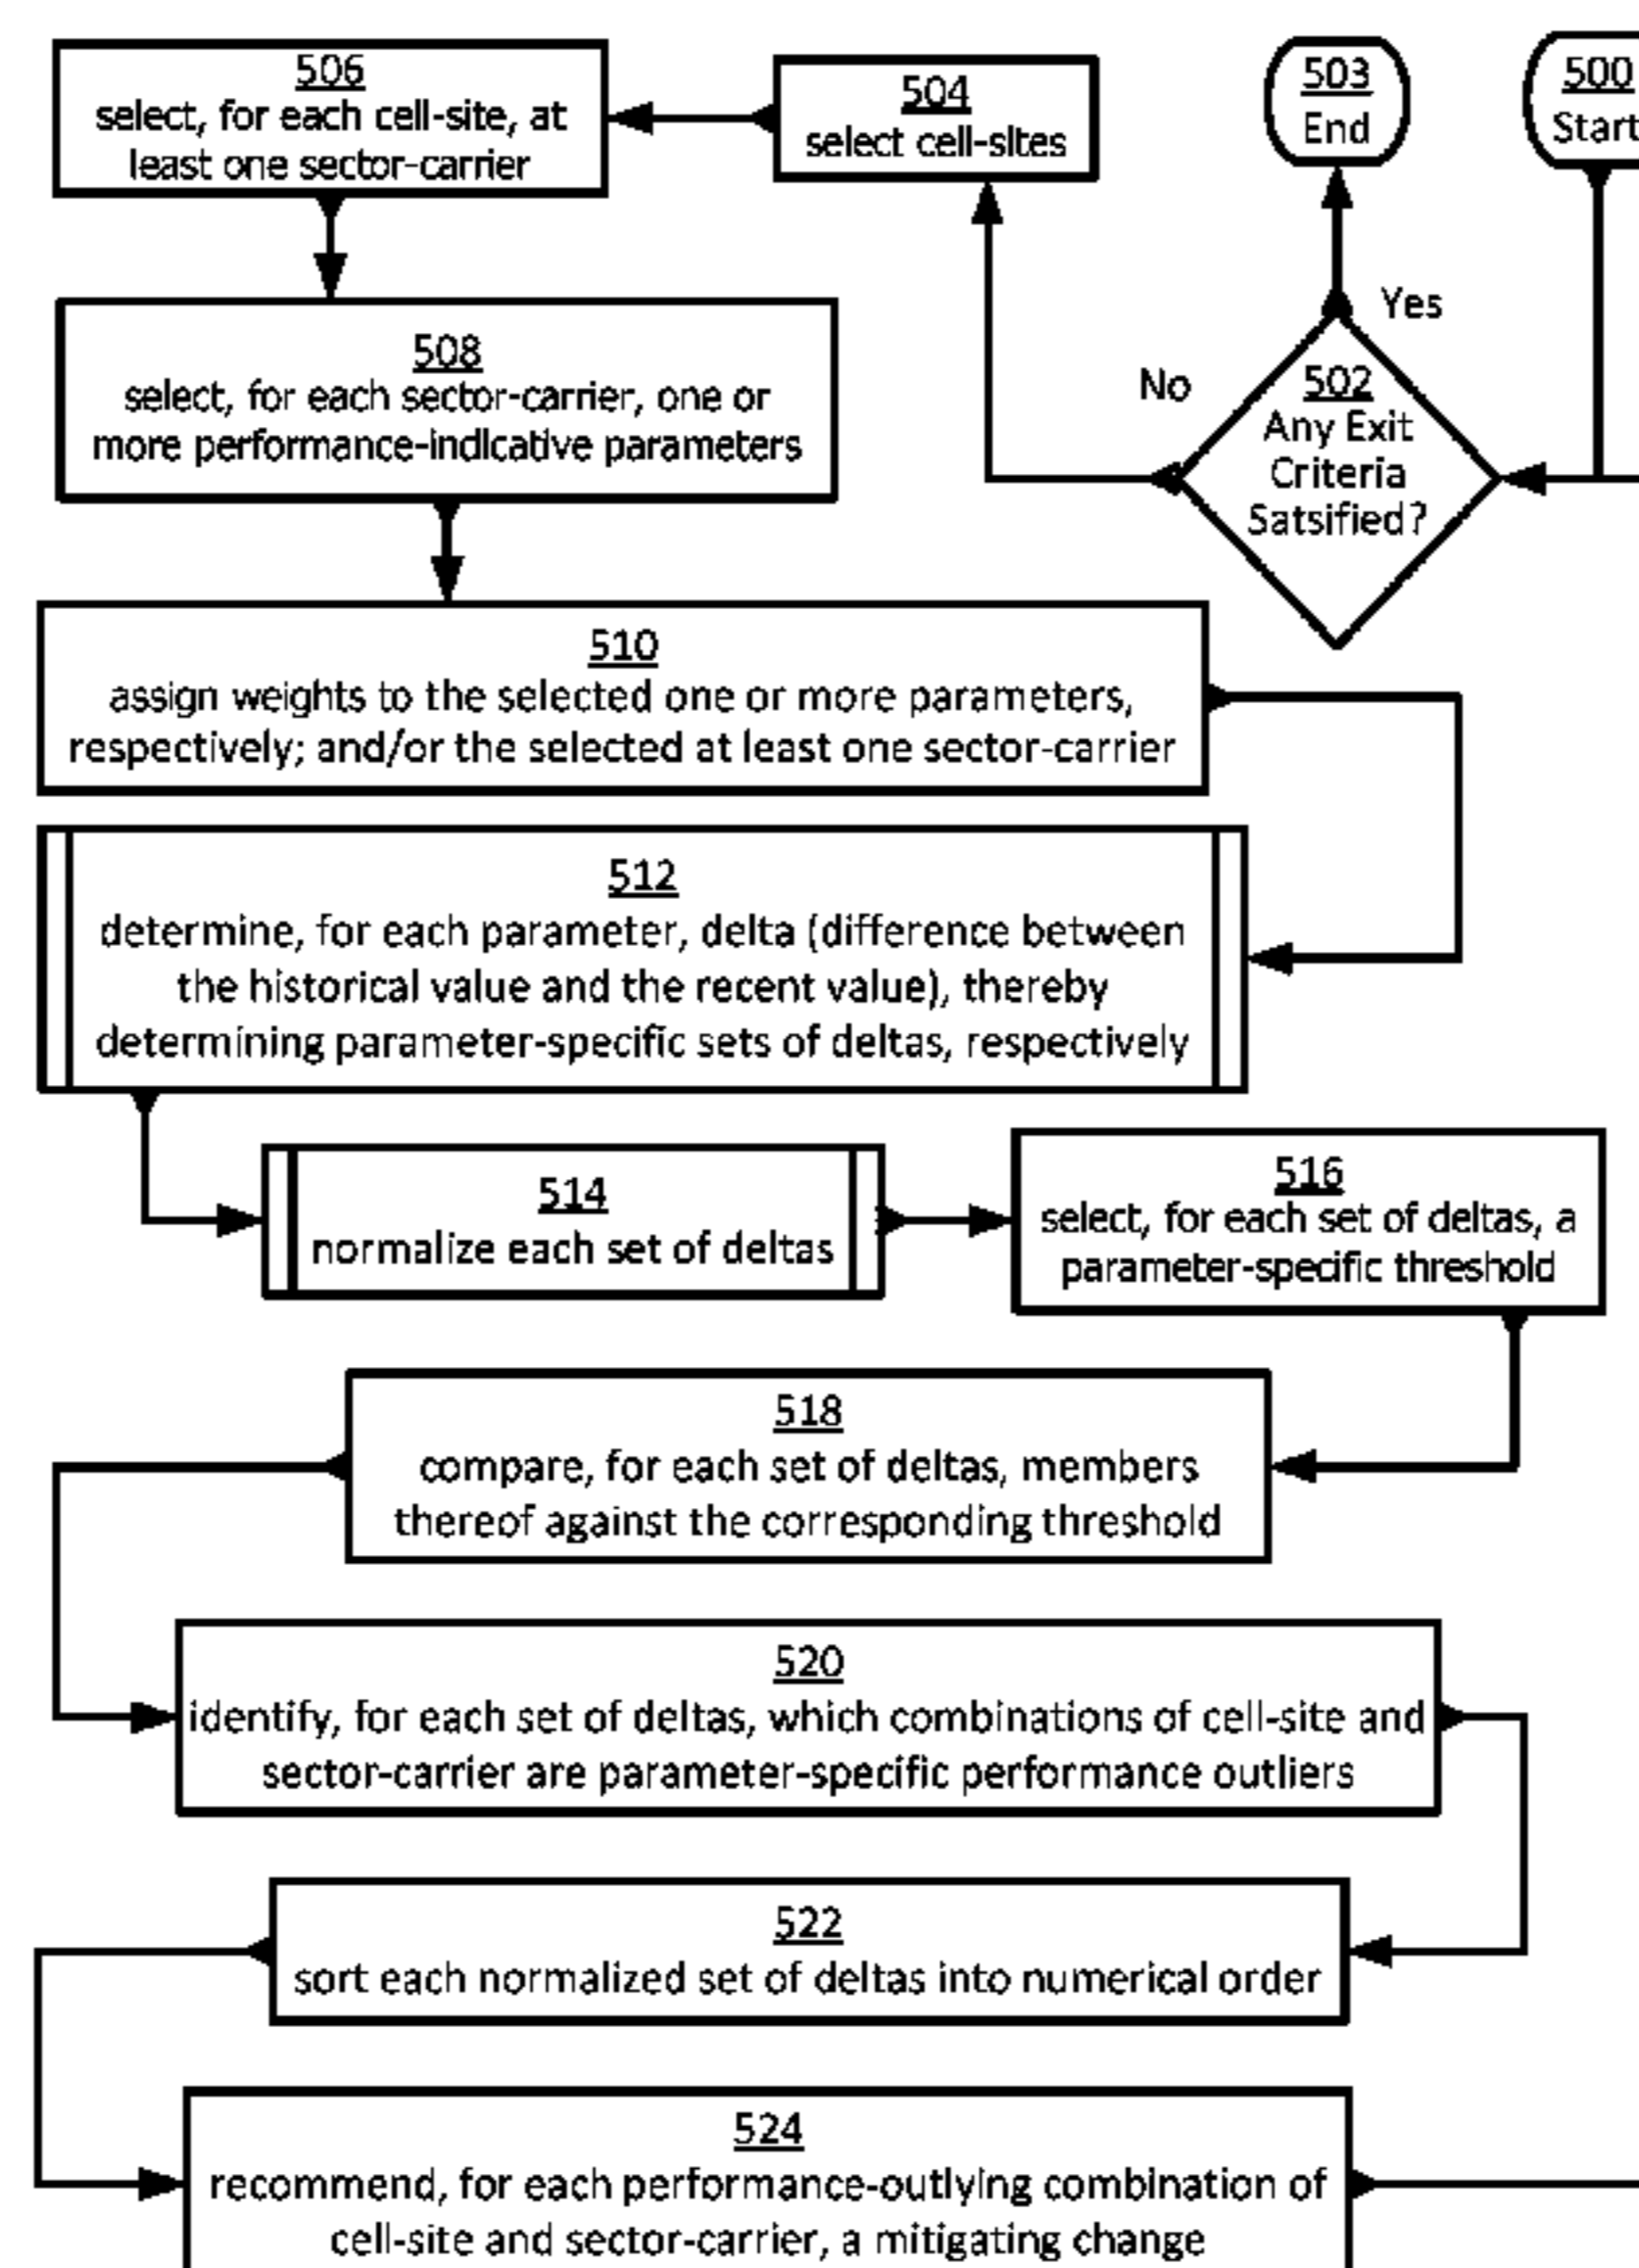 500
Start
503
End
Yes
No
502
Any Exit
Criteria
Satsified?
504
select cell-sites
506
select, for each cell-site, at
least one sector-carrier
508
select, for each sector-carrier, one or
more performance-indicative parameters
510
assign weights to the selected one or more parameters,
respectively; and/or the selected at least one sector-carrier
512
determine, for each parameter, delta (difference between
the historical value and the recent value), thereby
determining parameter-specific sets of deltas, respectively
514
normalize each set of deltas
516
select, for each set of deltas, a
parameter-specific threshold
518
compare, for each set of deltas, members
thereof against the corresponding threshold
520
identify, for each set of deltas, which combinations of cell-site and
sector-carrier are parameter-specific performance outliers
522
sort each normalized set of deltas into numerical order
524
recommend, for each performance-outlying combination of
cell-site and sector-carrier, a mitigating change